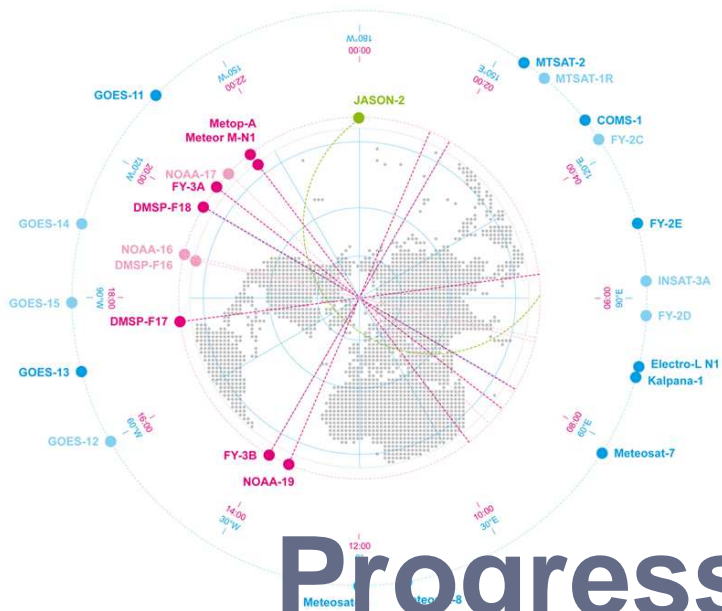 180°W
00:00
MTSAT-2
MTSAT-1R
150°W
22:00
150°E
02:00
GOES-11
JASON-2
COMS-1
FY-2C
Metop-A
Meteor M-N1
NOAA-17
FY-3A
120°W
20:00
120°E
04:00
DMSP-F18
GOES-14
FY-2E
NOAA-16
DMSP-F16
INSAT-3A
GOES-15
90°W
18:00
06:00
90°E
FY-2D
DMSP-F17
GOES-13
Electro-L N1
Kalpana-1
60°W
16:00
08:00
60°E
GOES-12
FY-3B
NOAA-19
Meteosat-7
30°W
14:00
10:00
30°E
12:00
Progress
Meteosat
-8